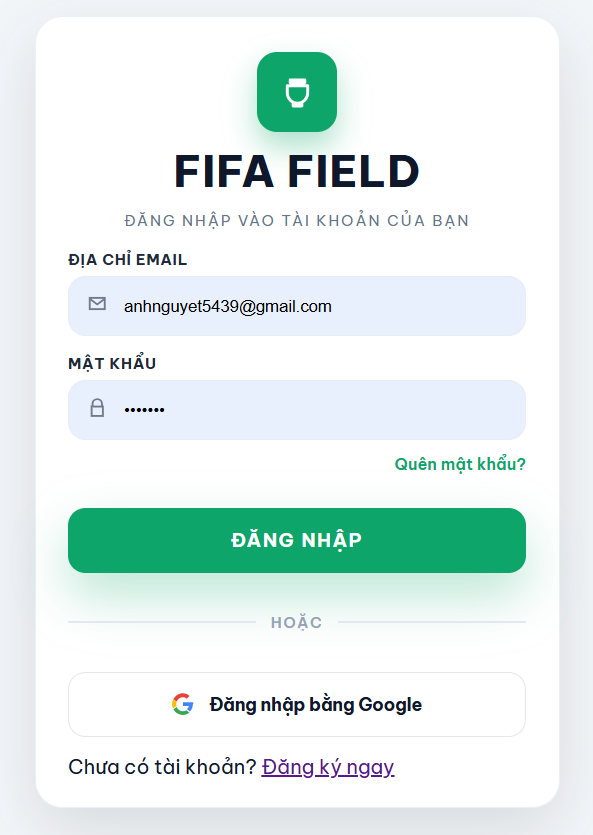 FIFA FIELD
ĐĂNG NHẬP VÀO TÀI KHOẢN CỦA BẠN
ĐỊA CHỈ EMAIL
anhnguyet5439@gmail.com
MẬT KHẨU
•••••••
Quên mật khẩu?
ĐĂNG NHẬP
HOẶC
Đăng nhập bằng Google
Chưa có tài khoản? Đăng ký ngay